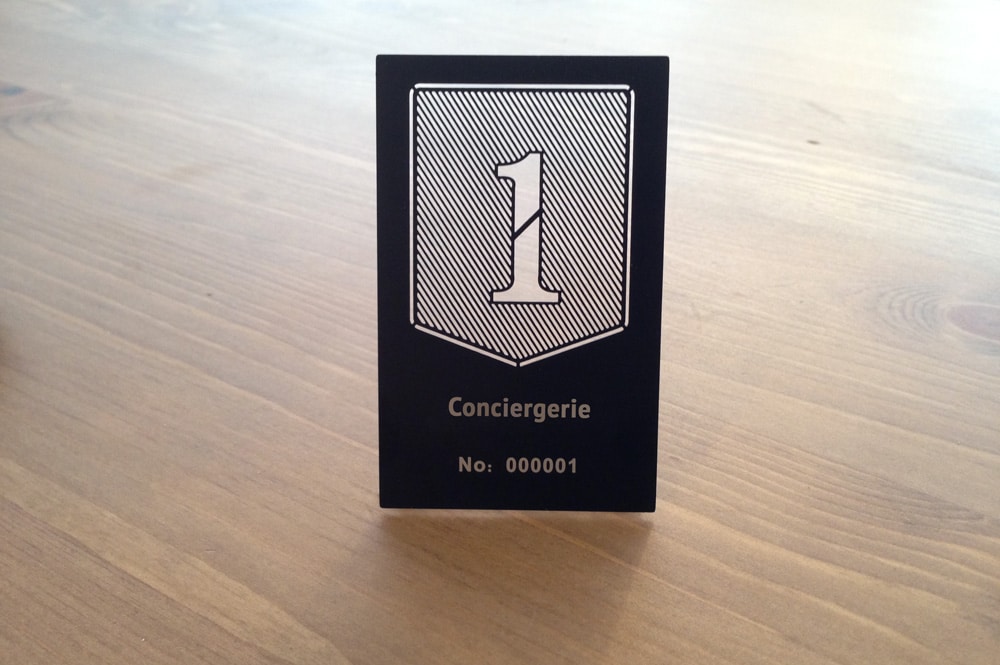 1
Conciergerie
No: 000001